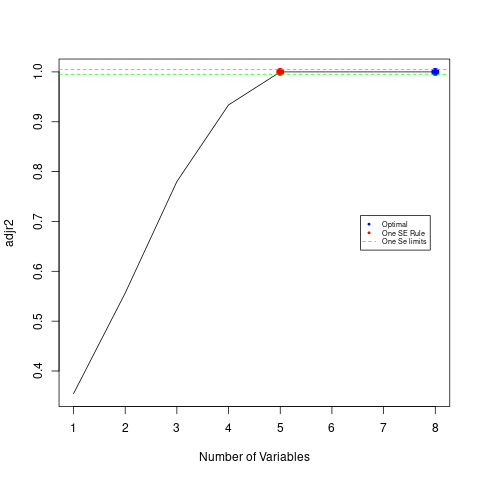 adjr2
1.0
0.9
0.8
0.7
0.6
0.5
0.4
Optimal
One SE Rule
One Se limits
1 2 3 4 5 6 7 8
Number of Variables